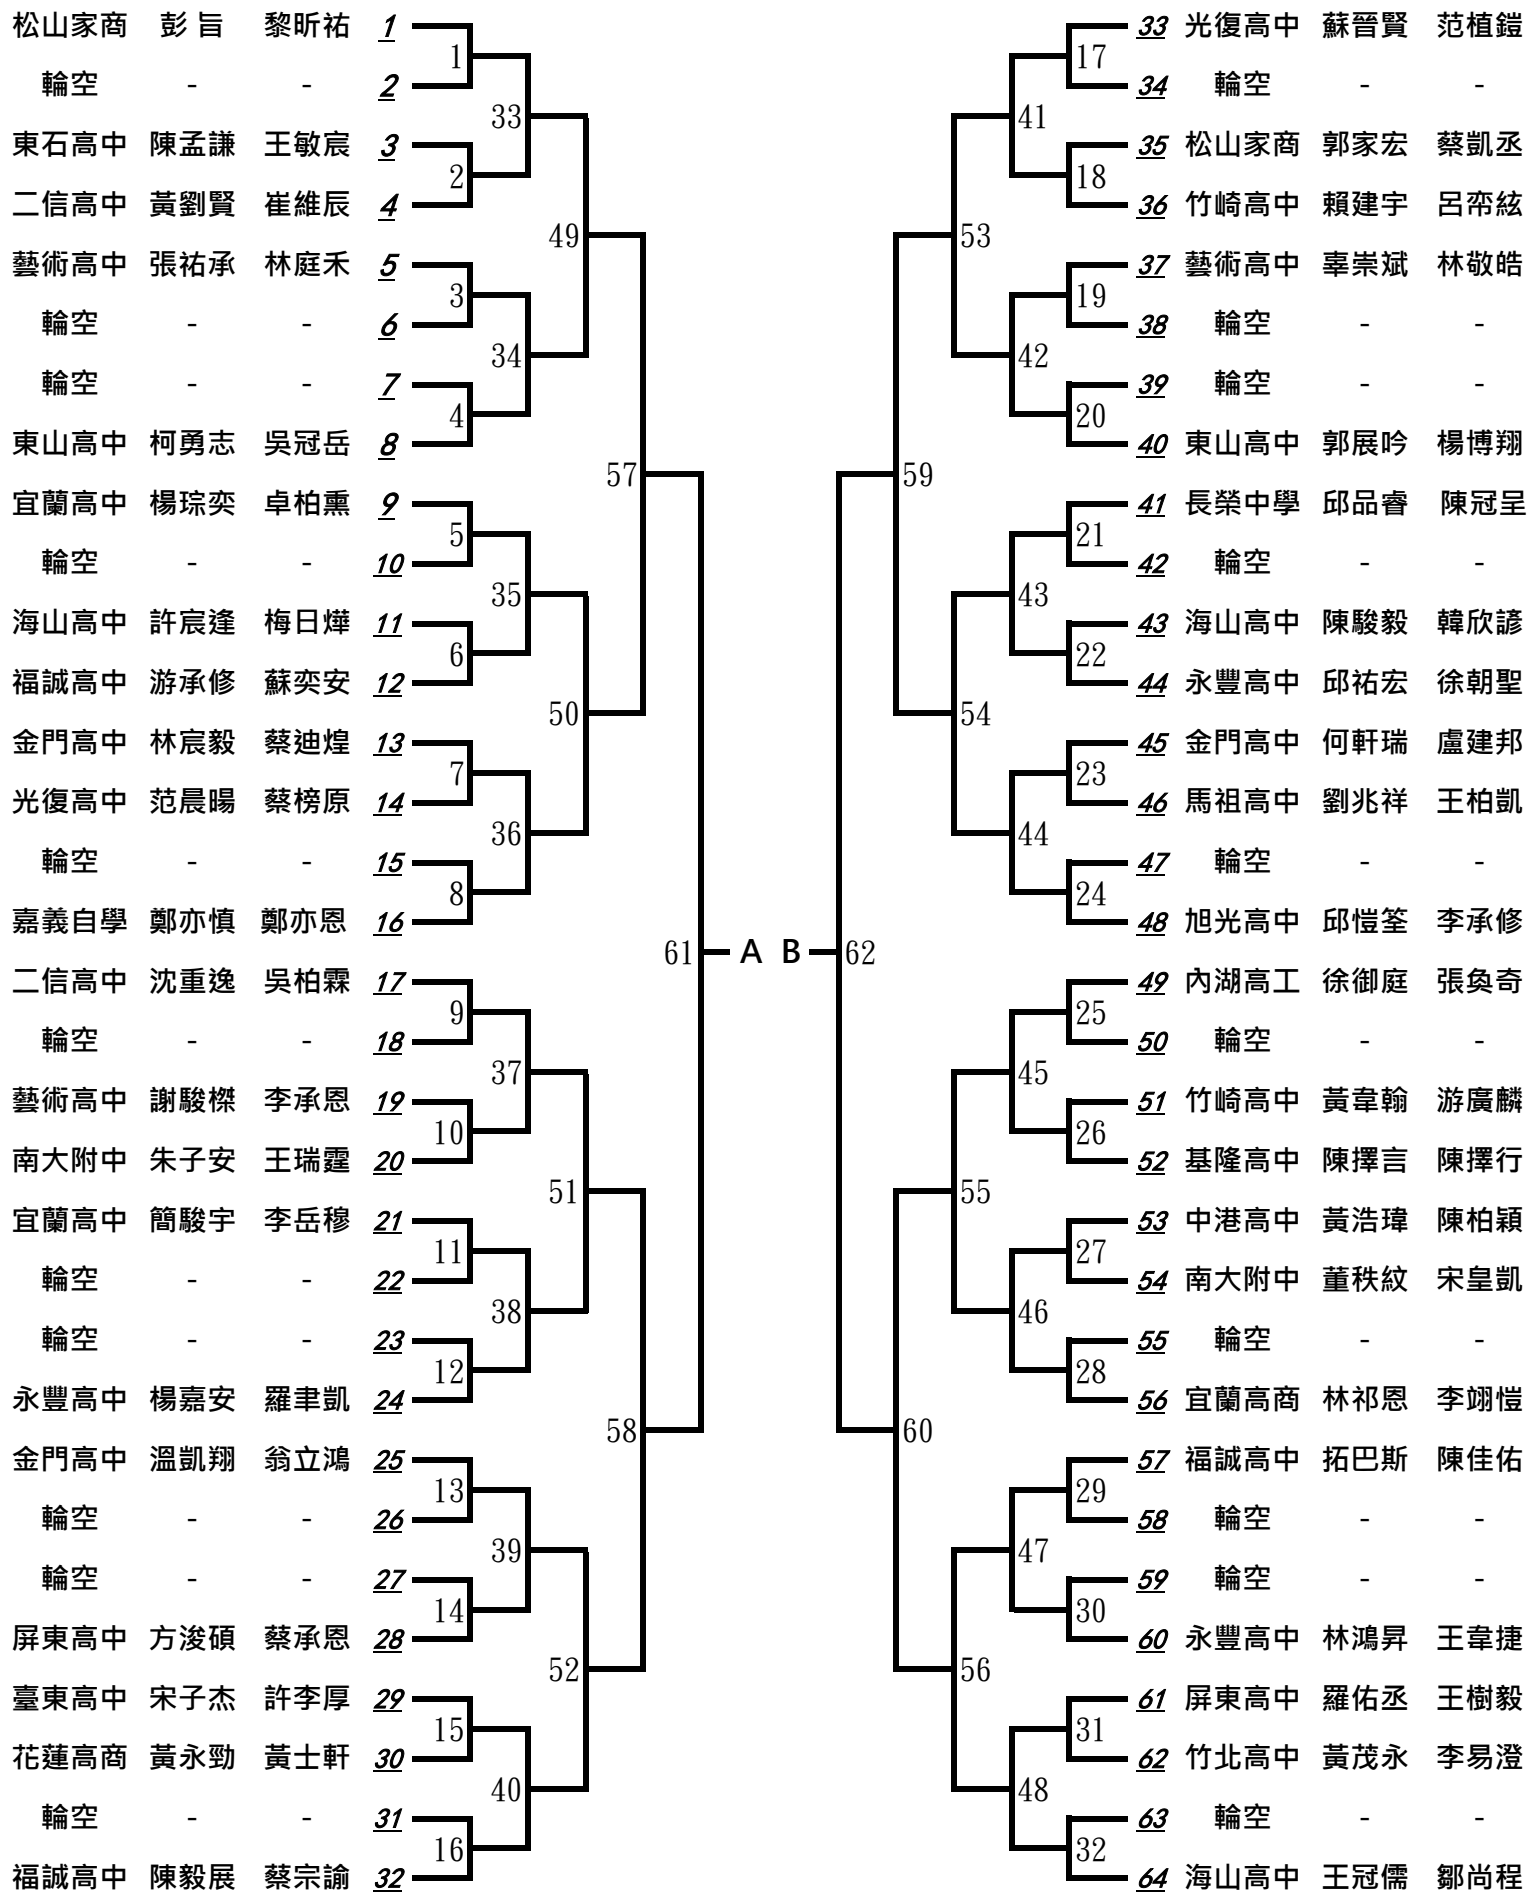 松山家商 彭 旨 黎昕祐 1 33 光復高中 蘇晉賢 范植鎧
1 17
輪空 - - 2 34 輪空 - -
33 41
東石高中 陳孟謙 王敏宸 3 35 松山家商 郭家宏 蔡凱丞
2 18
二信高中 黃劉賢 崔維辰 4 36 竹崎高中 賴建宇 呂帟絃
49 53
藝術高中 張祐承 林庭禾 5 37 藝術高中 辜崇斌 林敬皓
3 19
輪空 - - 6 38 輪空 - -
34 42
輪空 - - 7 39 輪空 - -
4 20
東山高中 柯勇志 吳冠岳 8 40 東山高中 郭展吟 楊博翔
57 59
宜蘭高中 楊琮奕 卓柏熏 9 41 長榮中學 邱品睿 陳冠呈
5 21
輪空 - - 10 42 輪空 - -
35 43
海山高中 許宸逢 梅日燁 11 43 海山高中 陳駿毅 韓欣諺
6 22
福誠高中 游承修 蘇奕安 12 44 永豐高中 邱祐宏 徐朝聖
50 54
金門高中 林宸毅 蔡迪煌 13 45 金門高中 何軒瑞 盧建邦
7 23
光復高中 范晨暘 蔡榜原 14 46 馬祖高中 劉兆祥 王柏凱
36 44
輪空 - - 15 47 輪空 - -
8 24
嘉義自學 鄭亦慎 鄭亦恩 16 48 旭光高中 邱愷筌 李承修
61 A B 62
二信高中 沈重逸 吳柏霖 17 49 內湖高工 徐御庭 張奐奇
9 25
輪空 - - 18 50 輪空 - -
37 45
藝術高中 謝駿榤 李承恩 19 51 竹崎高中 黃韋翰 游廣麟
10 26
南大附中 朱子安 王瑞霆 20 52 基隆高中 陳擇言 陳擇行
51 55
宜蘭高中 簡駿宇 李岳穆 21 53 中港高中 黃浩瑋 陳柏穎
11 27
輪空 - - 22 54 南大附中 董秩紋 宋皇凱
38 46
輪空 - - 23 55 輪空 - -
12 28
永豐高中 楊嘉安 羅聿凱 24 56 宜蘭高商 林祁恩 李翊愷
58 60
金門高中 溫凱翔 翁立鴻 25 57 福誠高中 拓巴斯 陳佳佑
13 29
輪空 - - 26 58 輪空 - -
39 47
輪空 - - 27 59 輪空 - -
14 30
屏東高中 方浚碩 蔡承恩 28 60 永豐高中 林鴻昇 王韋捷
52 56
臺東高中 宋子杰 許李厚 29 61 屏東高中 羅佑丞 王樹毅
15 31
花蓮高商 黃永勁 黃士軒 30 62 竹北高中 黃茂永 李易澄
40 48
輪空 - - 31 63 輪空 - -
16 32
福誠高中 陳毅展 蔡宗諭 32 64 海山高中 王冠儒 鄒尚程